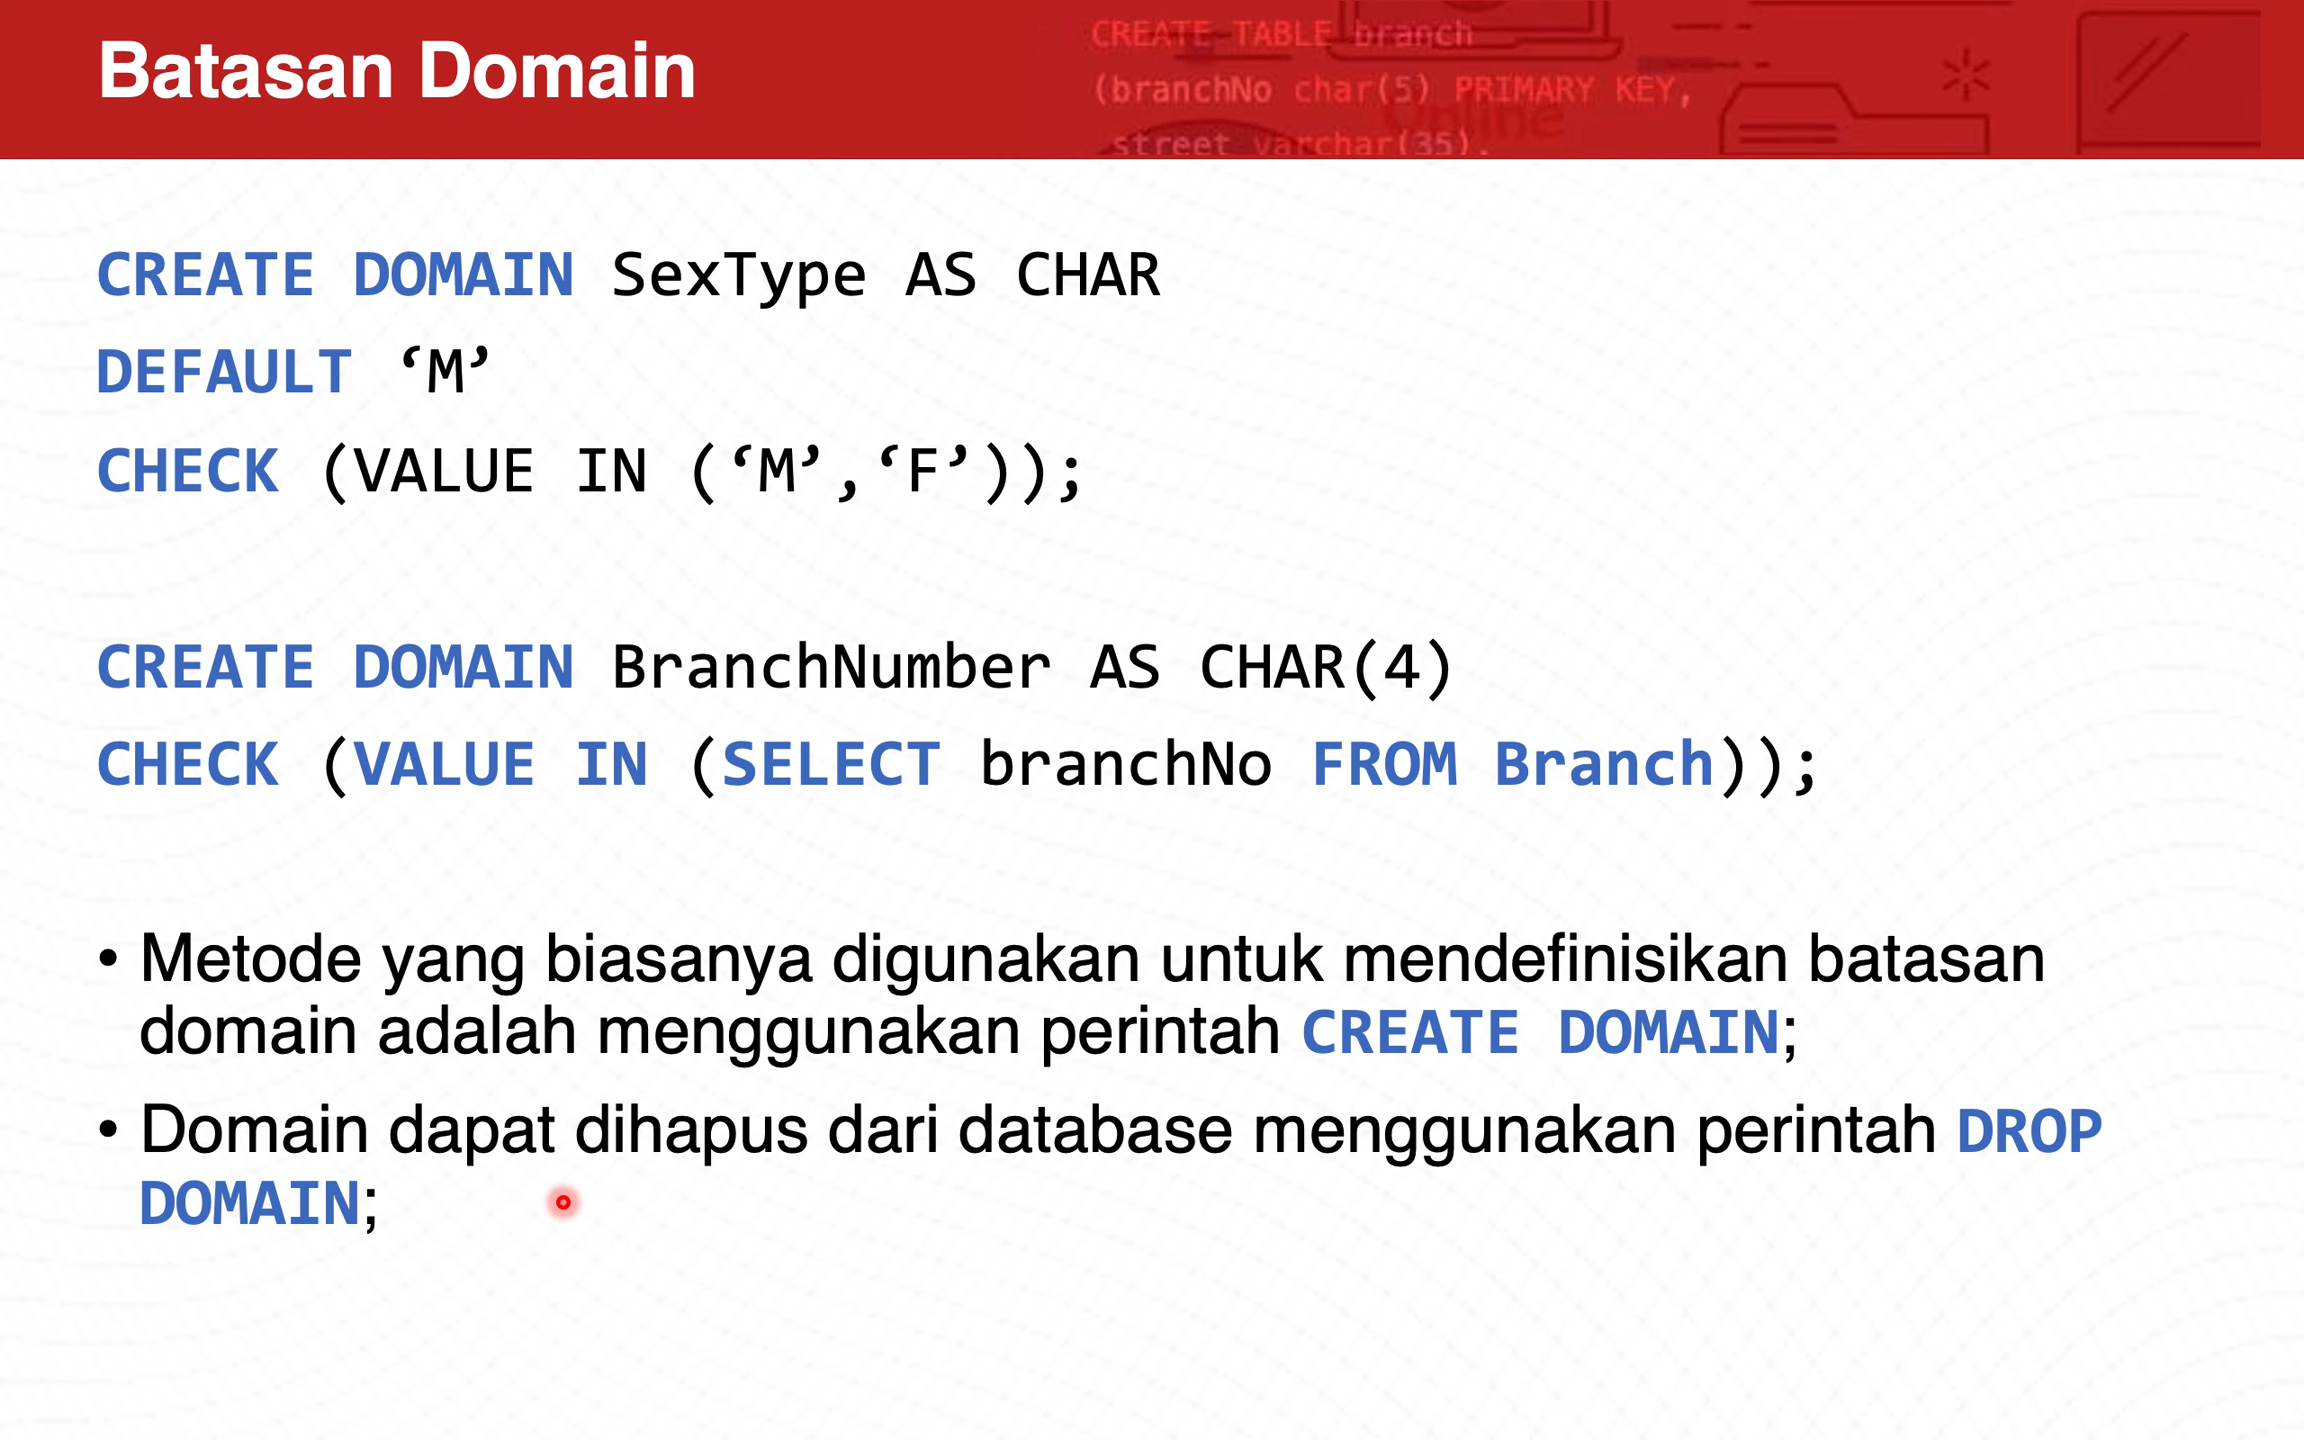 Batasan Domain
CREATE TABLE branch
(branchNo char(5) PRIMARY KEY,
Online
street varchar(35),
CREATE DOMAIN SexType AS CHAR
DEFAULT ‘M’
CHECK (VALUE IN (‘M’,‘F’));
CREATE DOMAIN BranchNumber AS CHAR(4)
CHECK (VALUE IN (SELECT branchNo FROM Branch));
• Metode yang biasanya digunakan untuk mendefinisikan batasan
domain adalah menggunakan perintah CREATE DOMAIN;
• Domain dapat dihapus dari database menggunakan perintah DROP
DOMAIN;